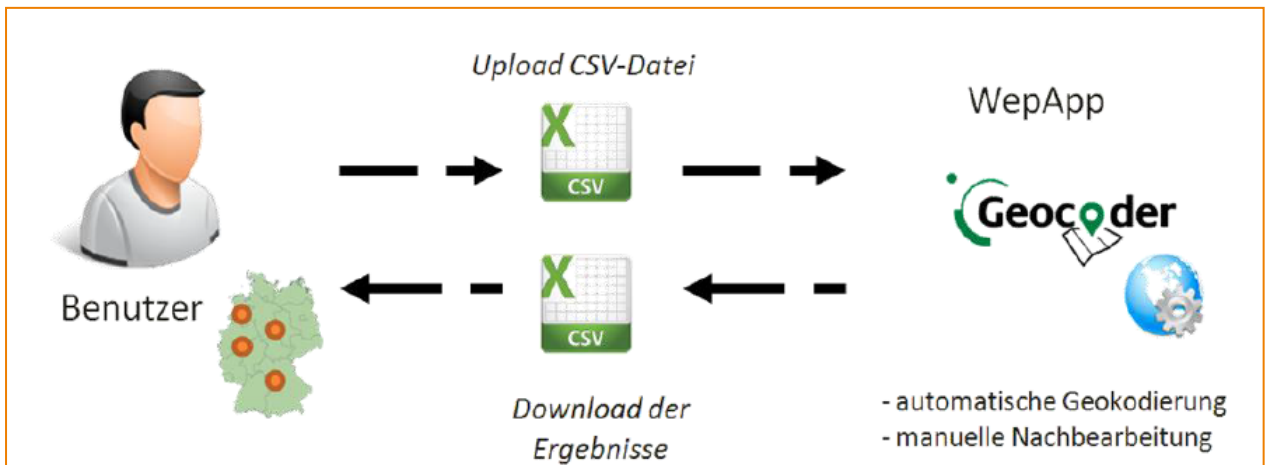 Upload CSV-Datei
WepApp
X
CSV
Geocoder
Benutzer
X
CSV
Download der
Ergebnisse
- automatische Geokodierung
- manuelle Nachbearbeitung